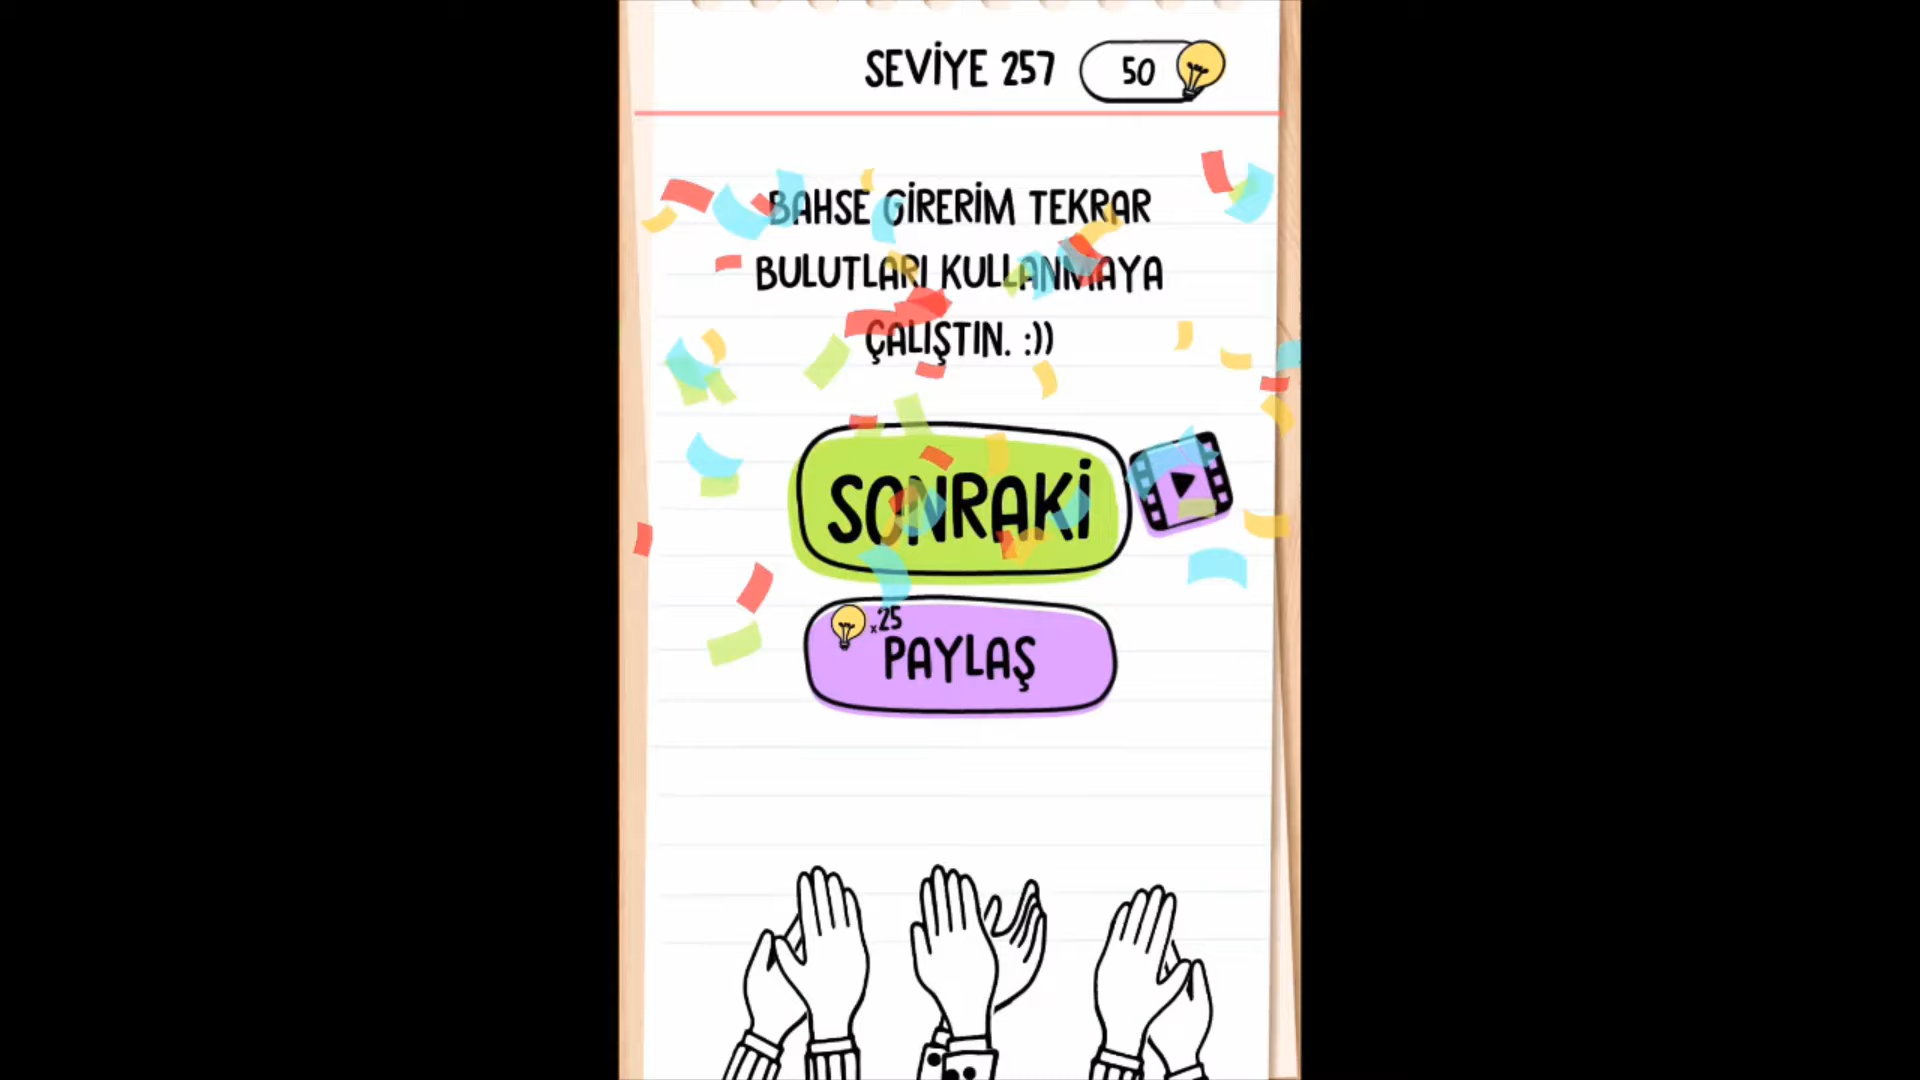 SEVİYE 257
50
BAHSE GİRERİM TEKRAR
BULUTLARI KULLANMAYA
ÇALIŞTIN. :))
SONRAKİ
x25
PAYLAŞ